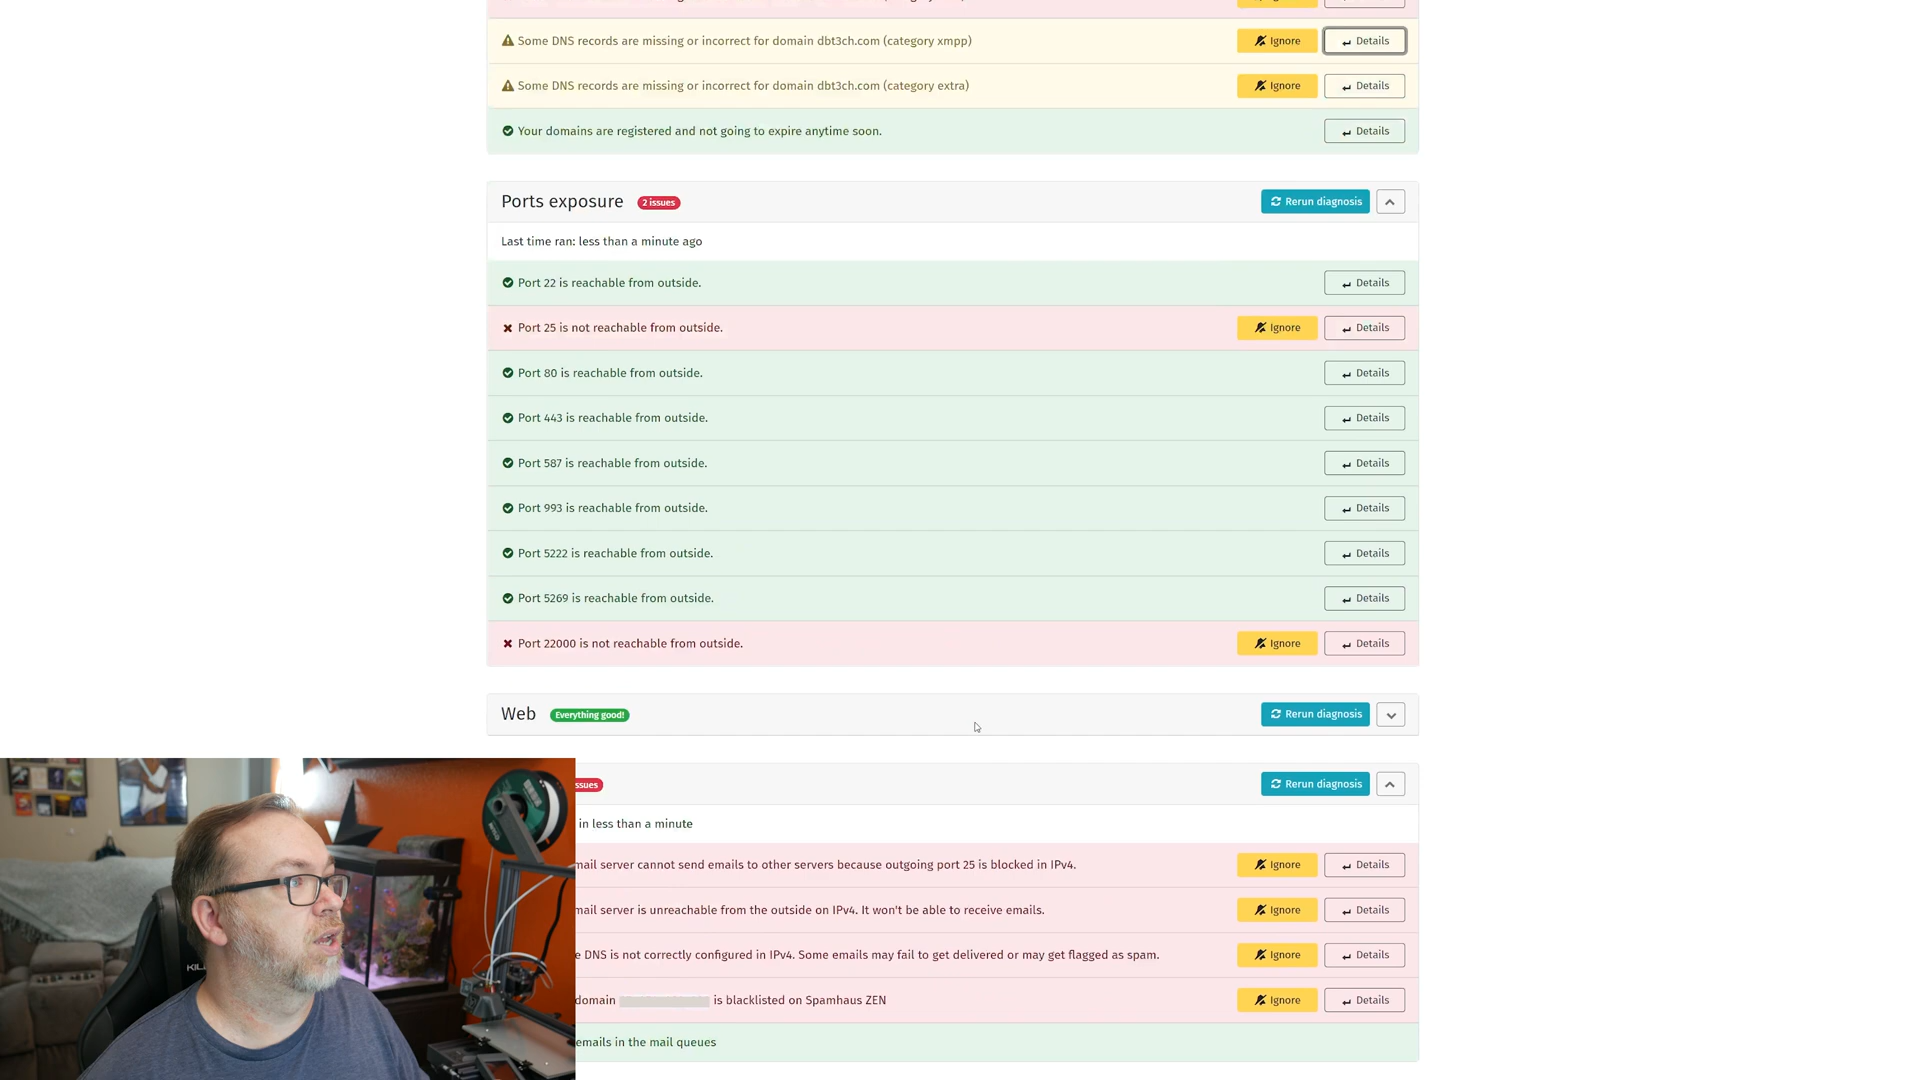 Some DNS records are missing or incorrect for domain dbt3ch.com (category xmpp) Ignore Details
Some DNS records are missing or incorrect for domain dbt3ch.com (category extra) Ignore Details
Your domains are registered and not going to expire anytime soon. Details
Ports exposure 2 issues Rerun diagnosis
Last time ran: less than a minute ago
Port 22 is reachable from outside. Details
Port 25 is not reachable from outside. Ignore Details
Port 80 is reachable from outside. Details
Port 443 is reachable from outside. Details
Port 587 is reachable from outside. Details
Port 993 is reachable from outside. Details
Port 5222 is reachable from outside. Details
Port 5269 is reachable from outside. Details
Port 22000 is not reachable from outside. Ignore Details
Web Everything good! Rerun diagnosis
ssues Rerun diagnosis
in less than a minute
mail server cannot send emails to other servers because outgoing port 25 is blocked in IPv4. Ignore Details
mail server is unreachable from the outside on IPv4. It won't be able to receive emails. Ignore Details
e DNS is not correctly configured in IPv4. Some emails may fail to get delivered or may get flagged as spam. Ignore Details
domain is blacklisted on Spamhaus ZEN Ignore Details
emails in the mail queues